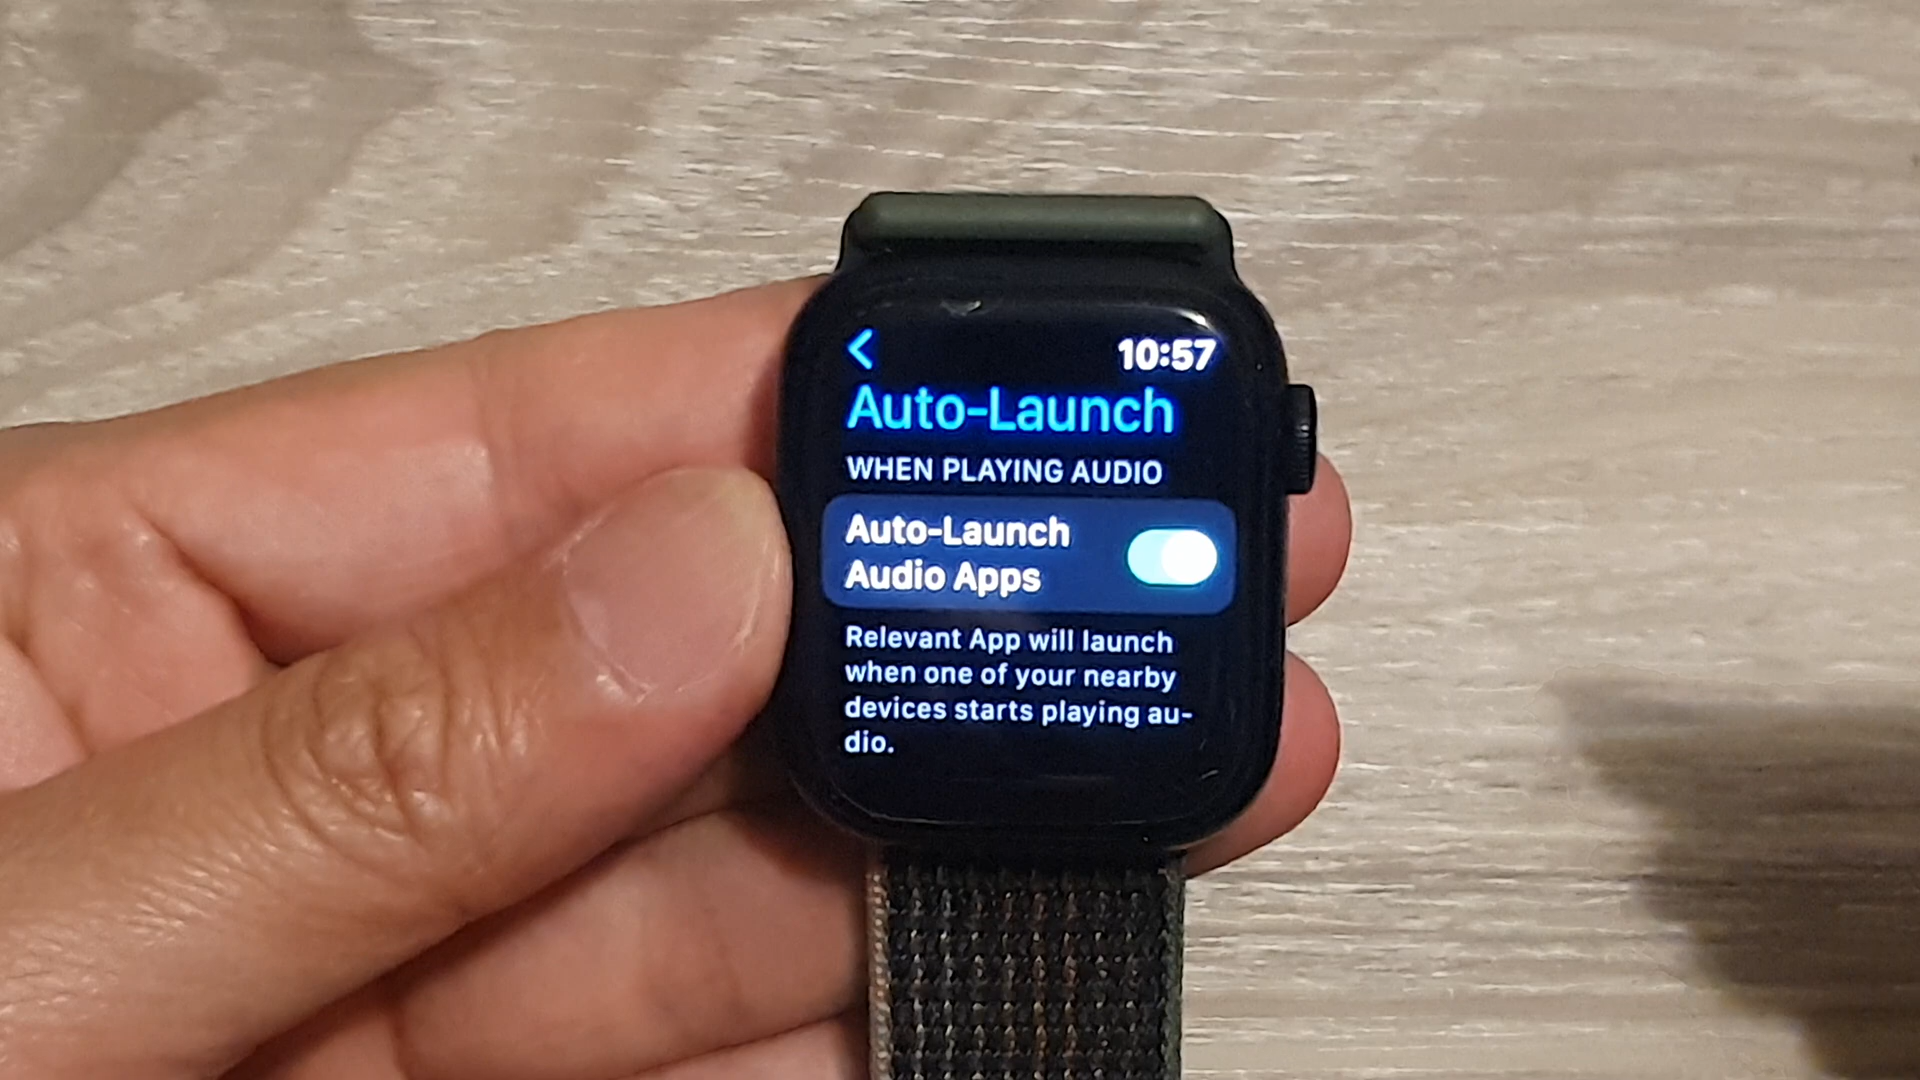 10:57
Auto-Launch
WHEN PLAYING AUDIO
Auto-Launch
Audio Apps
Relevant App will launch
when one of your nearby
devices starts playing au-
dio.